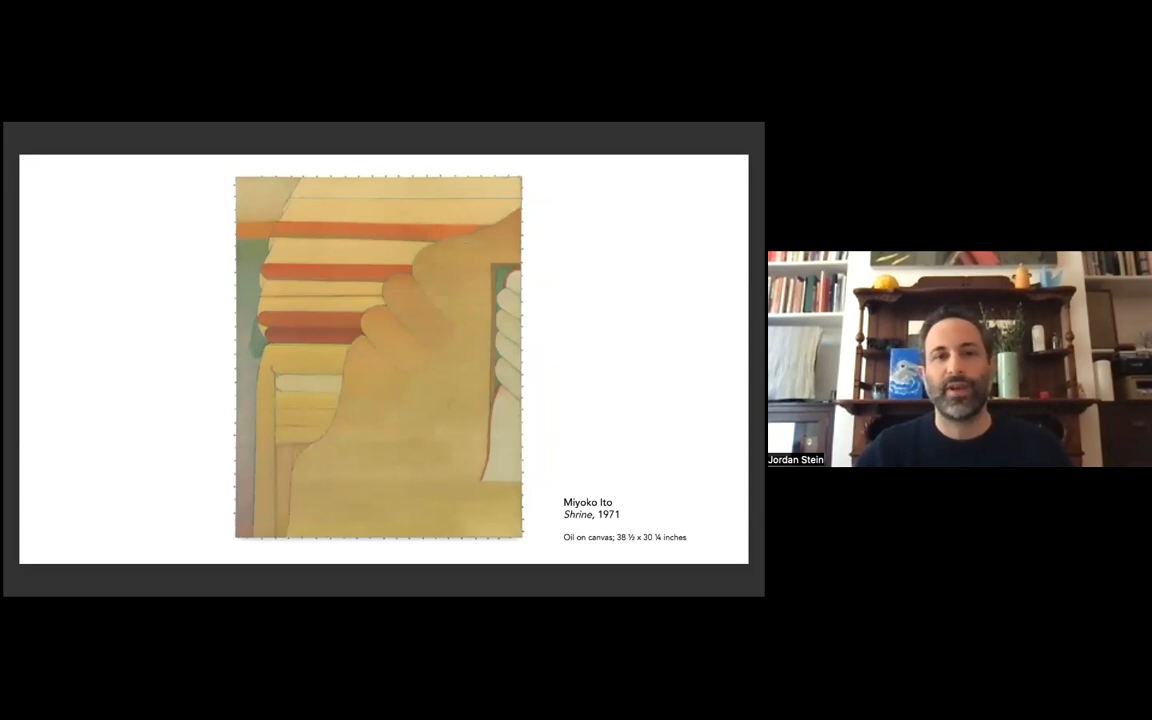 Miyoko Ito
Shrine, 1971
Oil on canvas; 38 ½ x 30 ¼ inches
Jordan Stein